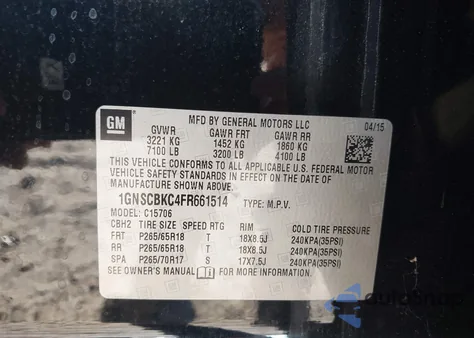 GM
MFD BY GENERAL MOTORS LLC
04/15
GVWR GAWR FRT GAWR RR
3221 KG 1452 KG 1860 KG
7100 LB 3200 LB 4100 LB
THIS VEHICLE CONFORMS TO ALL APPLICABLE U.S. FEDERAL MOTOR
VEHICLE SAFETY STANDARDS IN EFFECT ON THE DATE OF
MANUFACTURE SHOWN ABOVE.
1GNSCBKC4FR661514 TYPE: M.P.V.
MODEL: C15706
CBH2 TIRE SIZE SPEED RTG RIM COLD TIRE PRESSURE
FRT P265/65R18 T 18X8.5J 240KPA(35PSI)
RR P265/65R18 T 18X8.5J 240KPA(35PSI)
SPA P265/70R17 S 17X7.5J 240KPA(35PSI)
SEE OWNER'S MANUAL FOR MORE INFORMATION.